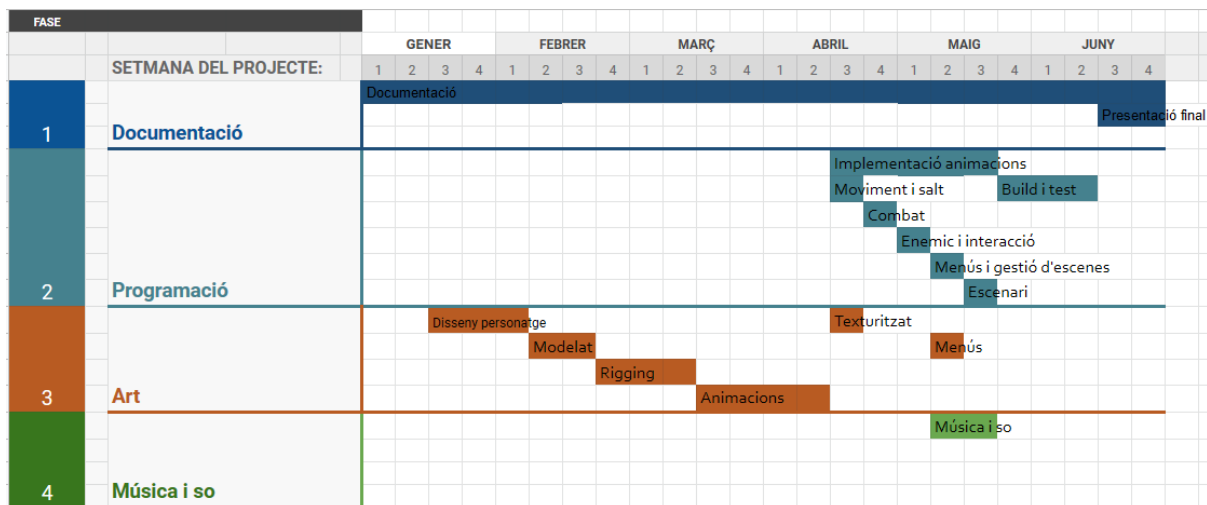 FASE
GENER FEBRER MARÇ ABRIL MAIG JUNY
SETMANA DEL PROJECTE: 1 2 3 4 1 2 3 4 1 2 3 4 1 2 3 4 1 2 3 4 1 2 3 4
Documentació
Presentació final
1 Documentació
Implementació animacions
Moviment i salt Build i test
Combat
Enemic i interacció
Menús i gestió d'escenes
2 Programació Escenari
Disseny personatge Texturitzat
Modelat Menús
Rigging
3 Art Animacions
Música i so
4 Música i so